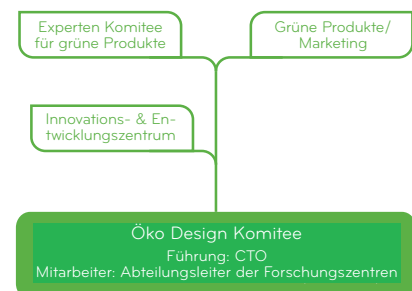 Experten Komitee
für grüne Produkte
Grüne Produkte/
Marketing
Innovations- & En-
twicklungszentrum
Öko Design Komitee
Führung: CTO
Mitarbeiter: Abteilungsleiter der Forschungszentren